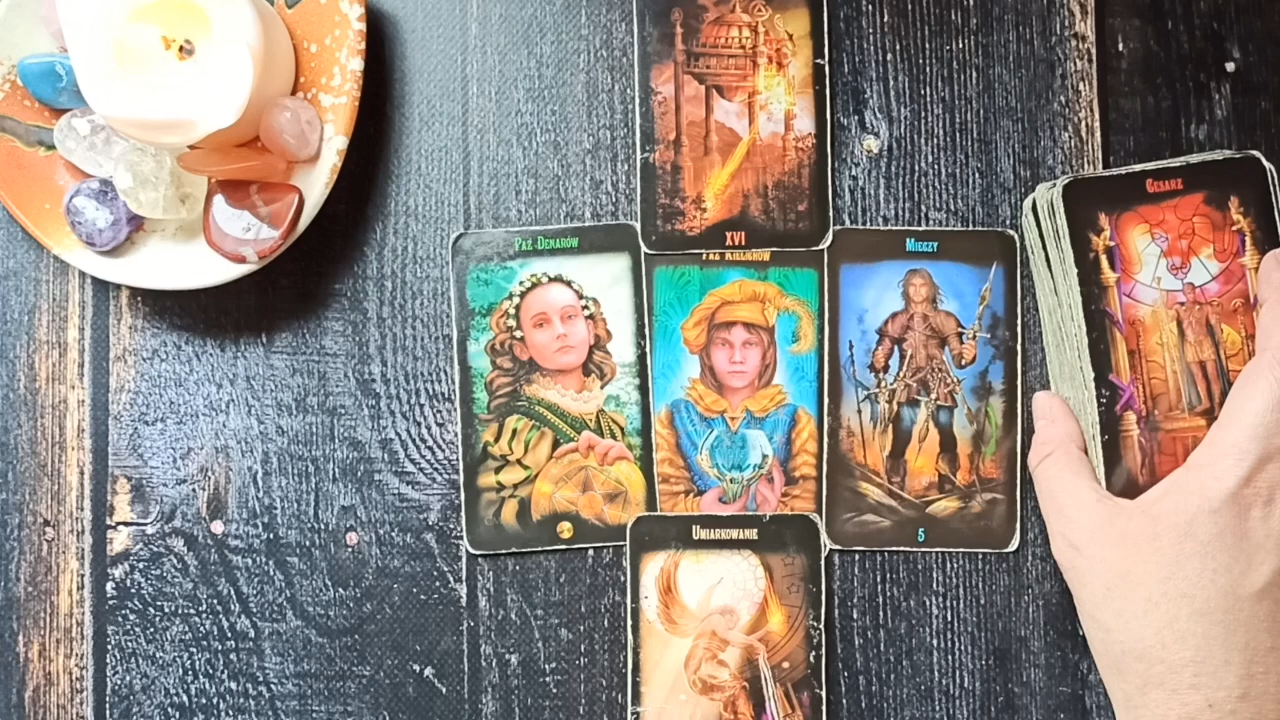 XVI
Paź Denarów
Paź Kielichów
Mieczy
5
Umiarkowanie
Cesarz